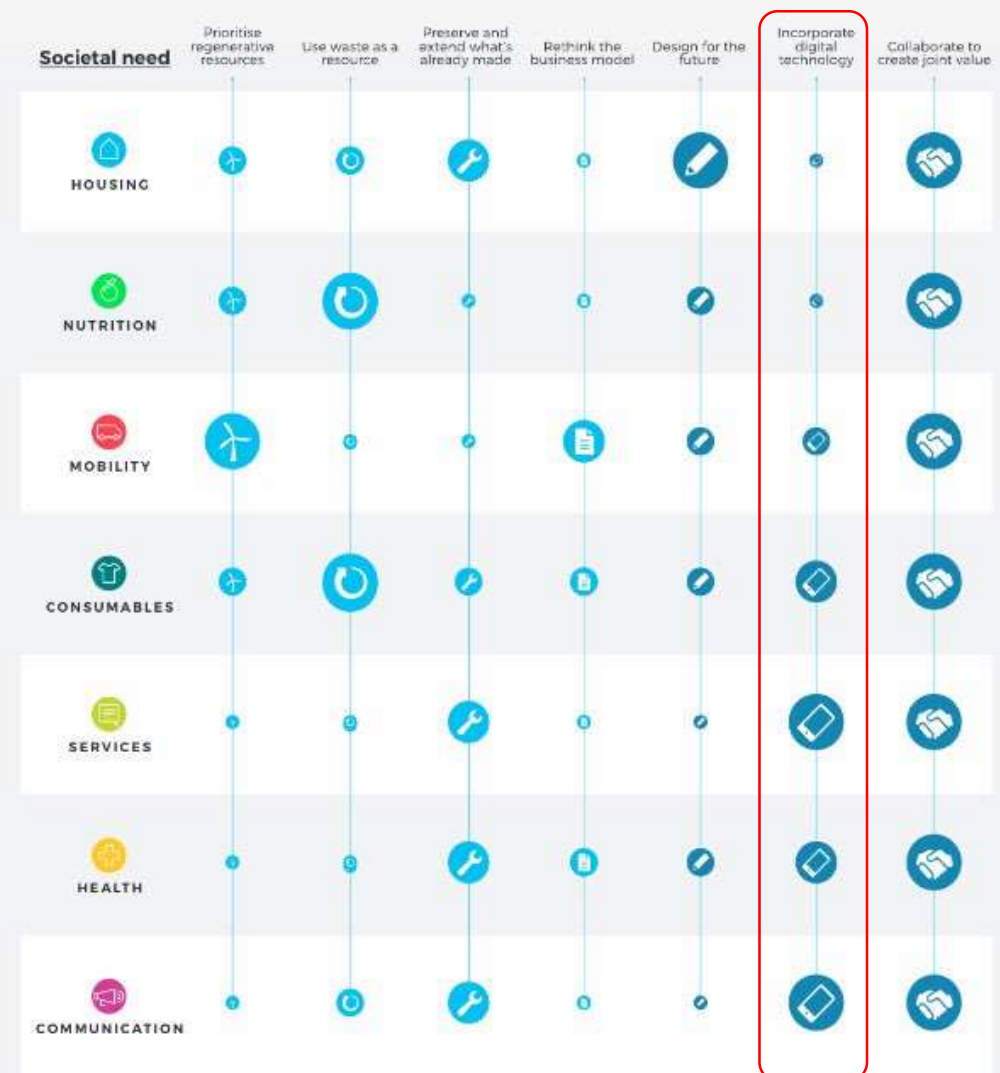 Societal need
Prioritise
regenerative
resources
Use waste as a
resource
Preserve and
extend what's
already made
Rethink the
business model
Design for the
future
Incorporate
digital
technology
Collaborate to
create joint value
HOUSING
NUTRITION
MOBILITY
CONSUMABLES
SERVICES
HEALTH
COMMUNICATION